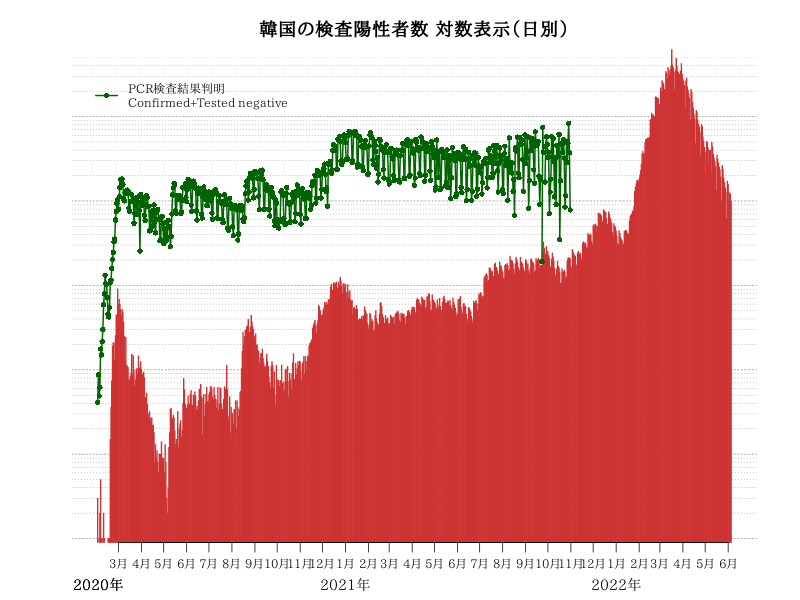 韓国の検査陽性者数 対数表示(日別)
PCR検査結果判明
Confirmed+Tested negative
3月 4月 5月 6月 7月 8月 9月 10月 11月 12月 1月 2月 3月 4月 5月 6月 7月 8月 9月 10月 11月 12月 1月 2月 3月 4月 5月 6月
2020年 2021年 2022年